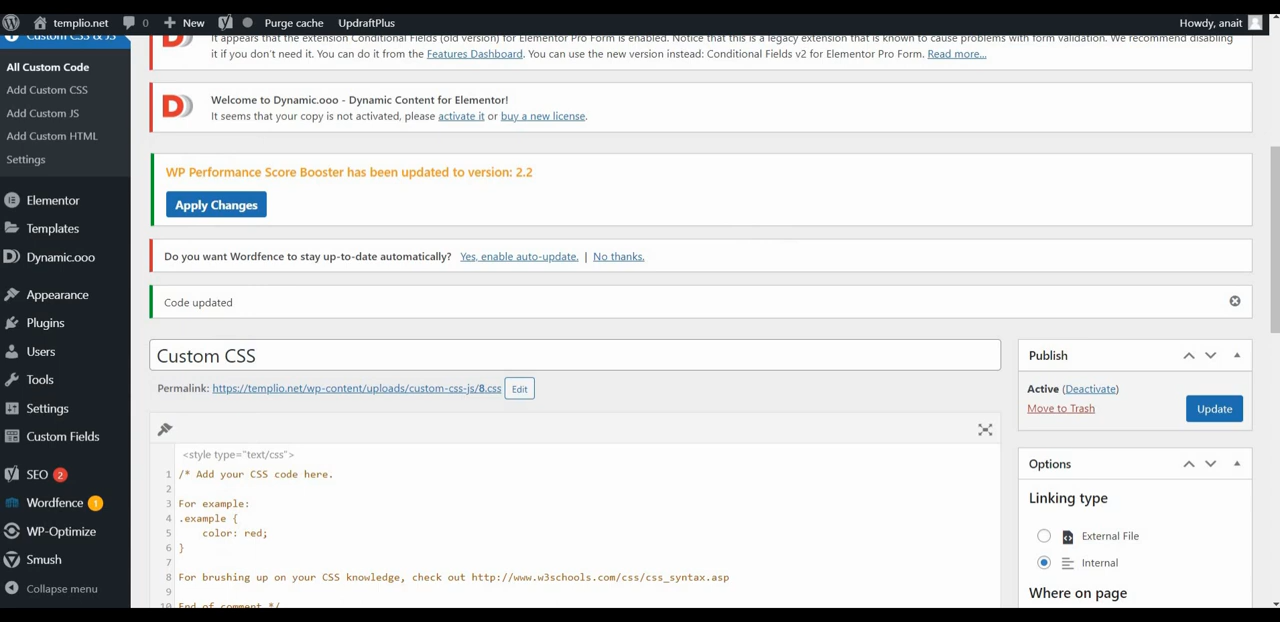 templio.net
0
New
Purge cache
UpdraftPlus
Howdy, anait
Custom CSS & JS
All Custom Code
Add Custom CSS
Add Custom JS
Add Custom HTML
Settings
Elementor
Templates
Dynamic.ooo
Appearance
Plugins
Users
Tools
Settings
Custom Fields
SEO 2
Wordfence 1
WP-Optimize
Smush
Collapse menu
It appears that the extension Conditional Fields (old version) for Elementor Pro Form is enabled. Notice that this is a legacy extension that is known to cause problems with form validation. We recommend disabling
it if you don't need it. You can do it from the Features Dashboard. You can use the new version instead: Conditional Fields v2 for Elementor Pro Form. Read more...
Welcome to Dynamic.ooo - Dynamic Content for Elementor!
It seems that your copy is not activated, please activate it or buy a new license.
WP Performance Score Booster has been updated to version: 2.2
Apply Changes
Do you want Wordfence to stay up-to-date automatically? Yes, enable auto-update. | No thanks.
Code updated
Custom CSS
Permalink: https://templio.net/wp-content/uploads/custom-css-js/8.css Edit
<style type="text/css">
1 /* Add your CSS code here.
2
3 For example:
4 .example {
5 color: red;
6 }
7
8 For brushing up on your CSS knowledge, check out http://www.w3schools.com/css/css_syntax.asp
9
10 End of comment */
Publish
Active (Deactivate)
Move to Trash
Update
Options
Linking type
External File
Internal
Where on page